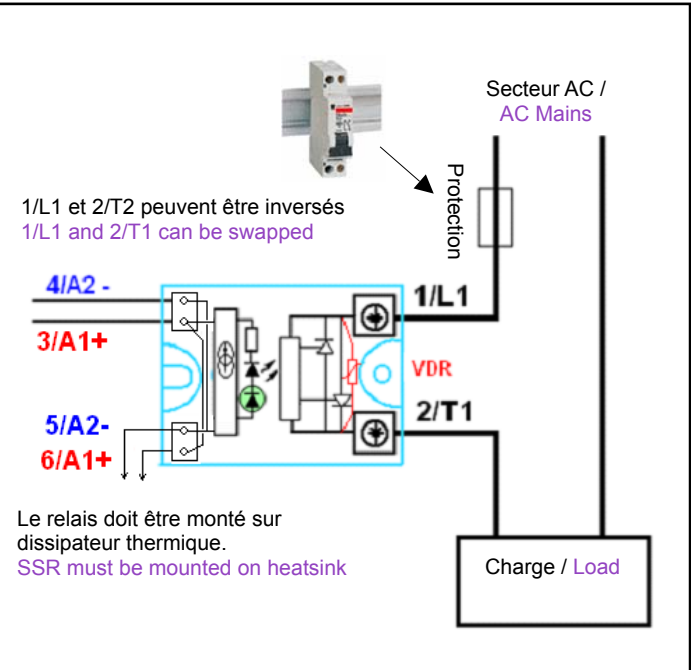 Secteur AC /
AC Mains
Protection
1/L1 et 2/T2 peuvent être inversés
1/L1 and 2/T1 can be swapped
4/A2 -
3/A1+
1/L1
VDR
2/T1
5/A2-
6/A1+
Le relais doit être monté sur
dissipateur thermique.
SSR must be mounted on heatsink
Charge / Load